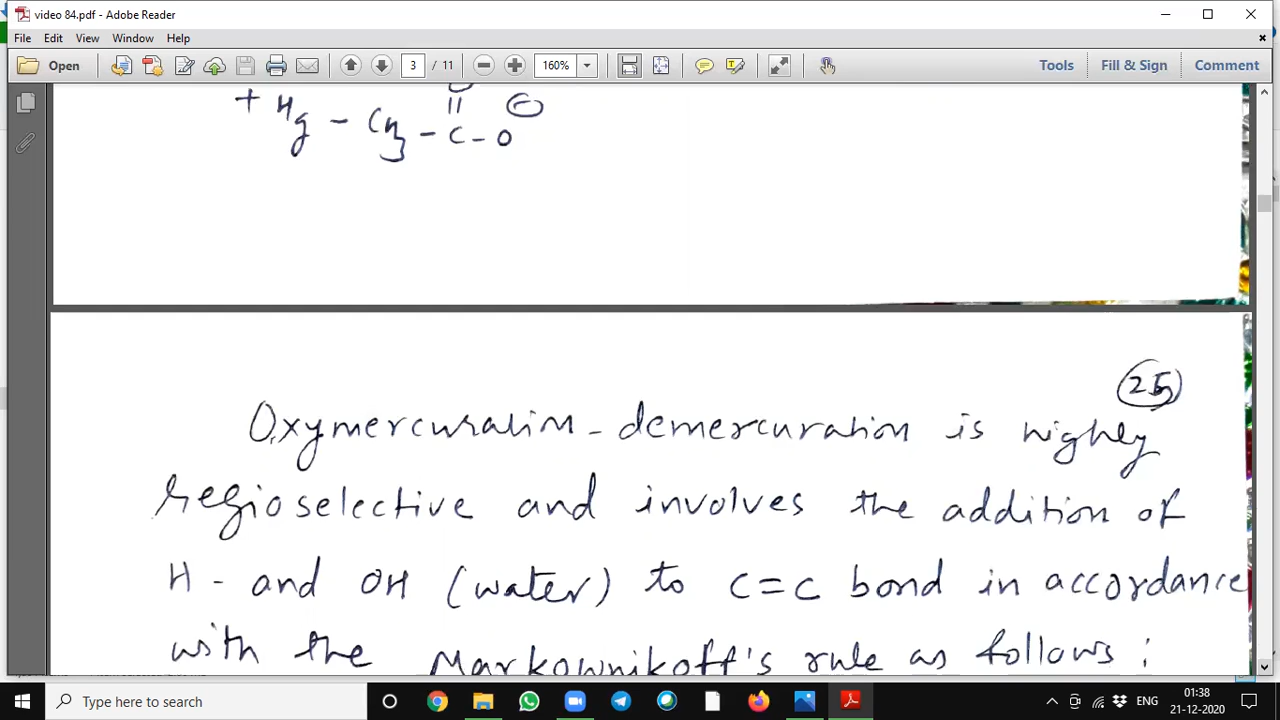 video 84.pdf - Adobe Reader
File Edit View Window Help
Open 3 / 11 160% Tools Fill & Sign Comment
O
+ Hg - CH3 - C - O ⊖
25
Oxymercuration - demercuration is highly
regioselective and involves the addition of
H - and OH (water) to C=C bond in accordance
with the Markownikoff's rule as follows :
Type here to search
ENG
01:38
21-12-2020